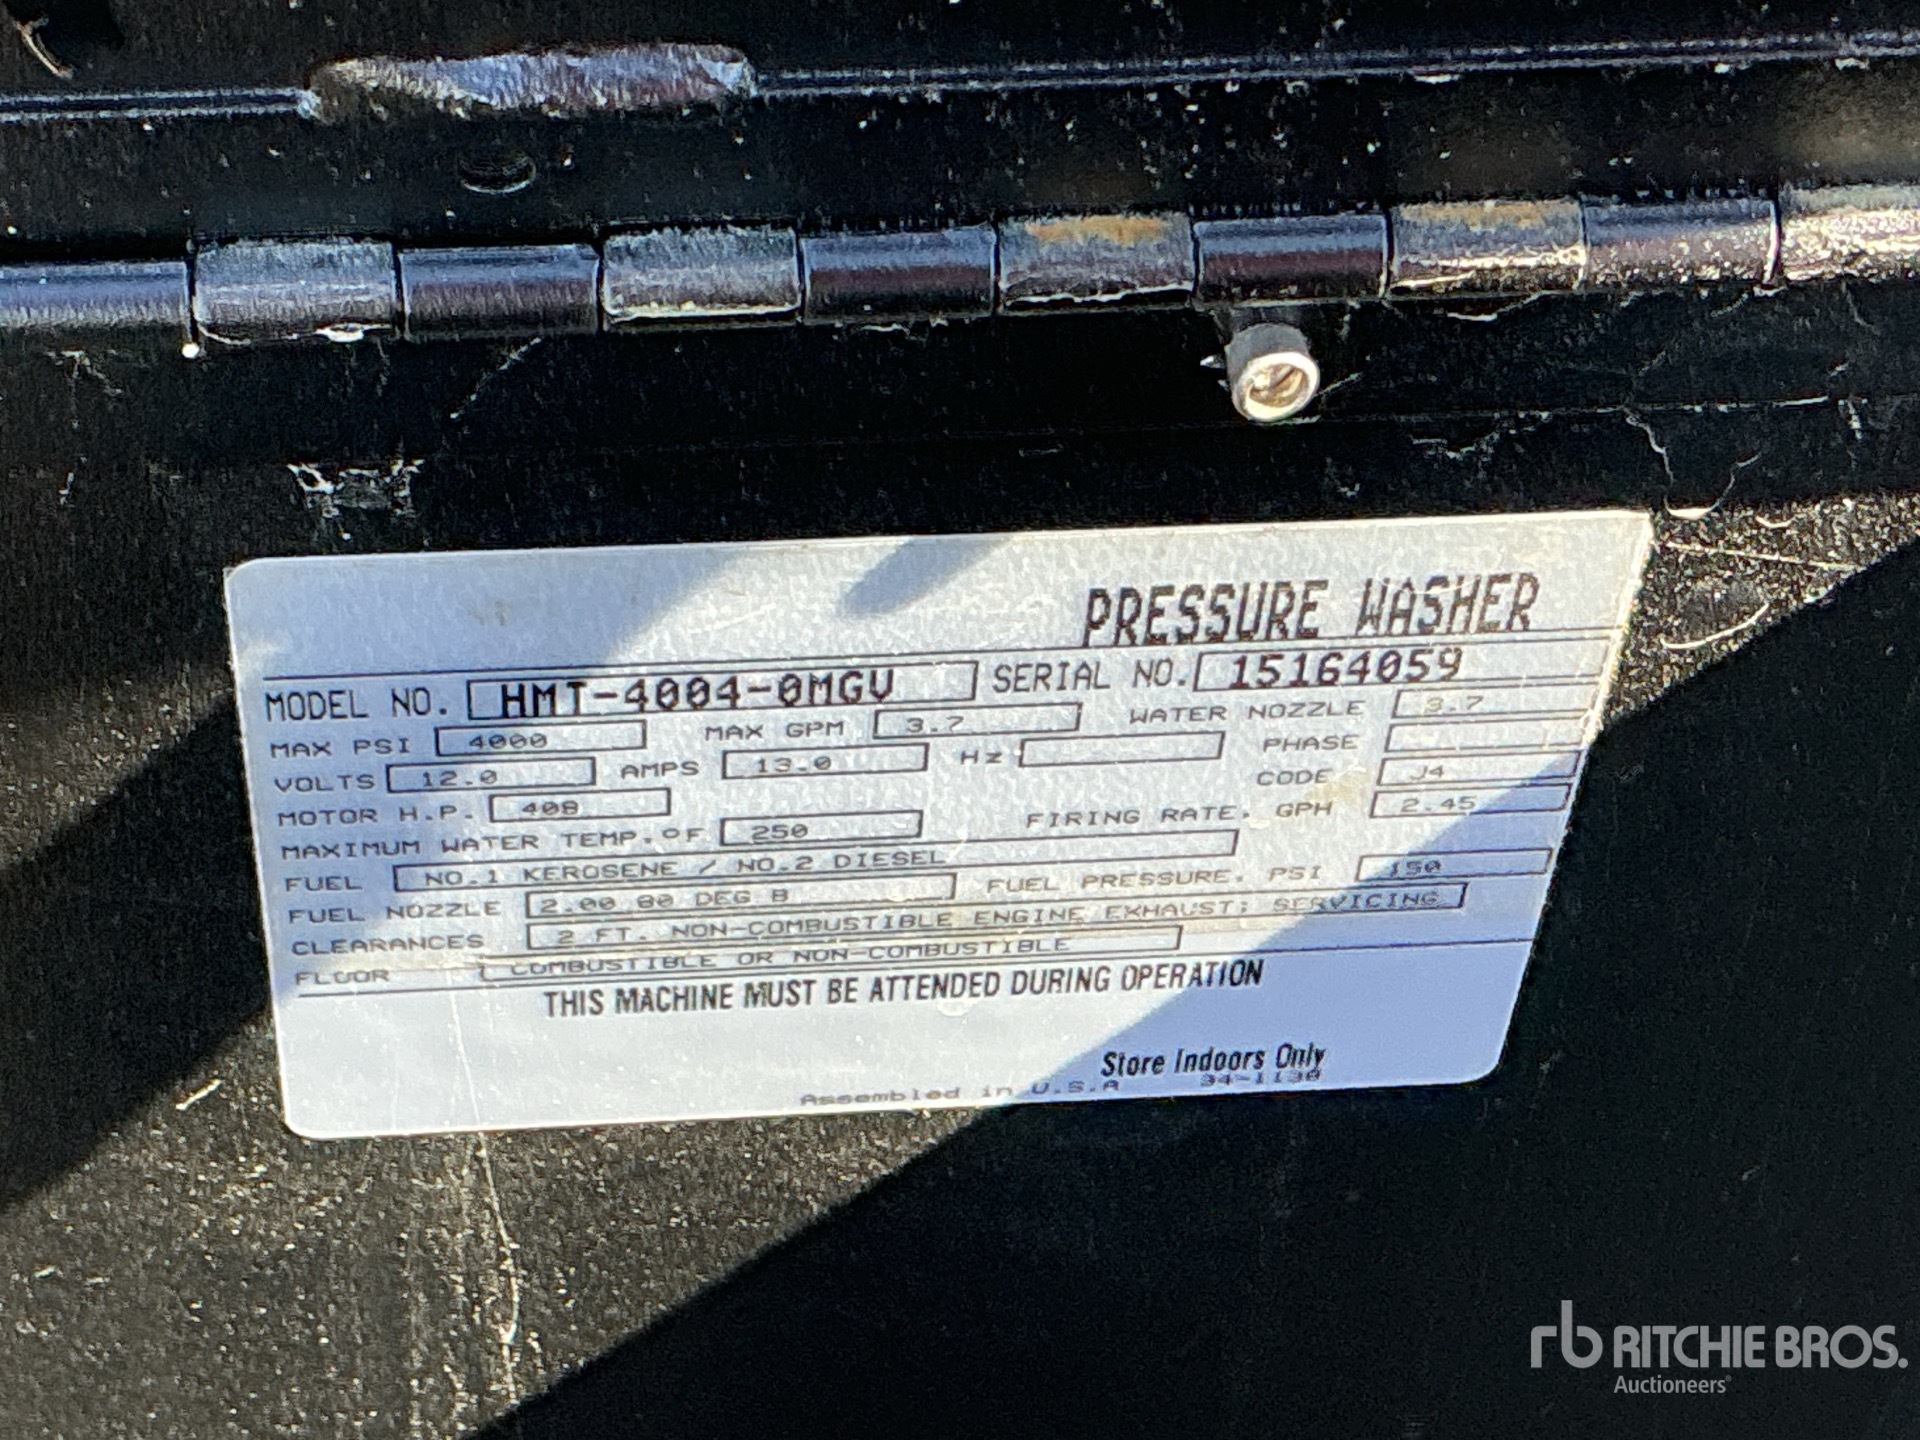 PRESSURE WASHER
MODEL NO. HMT-4004-0MGV SERIAL NO. 15164059
MAX PSI 4000 MAX GPM 3.7 WATER NOZZLE 3.7
VOLTS 12.0 AMPS 13.0 Hz PHASE
MOTOR H.P. 408 CODE J4
MAXIMUM WATER TEMP.°F. 250 FIRING RATE, GPH 2.45
FUEL NO.1 KEROSENE / NO.2 DIESEL
FUEL NOZZLE 2.00 80 DEG B FUEL PRESSURE, PSI 150
CLEARANCES 2 FT. NON-COMBUSTIBLE ENGINE EXHAUST; SERVICING
FLOOR COMBUSTIBLE OR NON-COMBUSTIBLE
THIS MACHINE MUST BE ATTENDED DURING OPERATION
Store Indoors Only
Assembled in U.S.A 34-1130
rb RITCHIE BROS.
Auctioneers